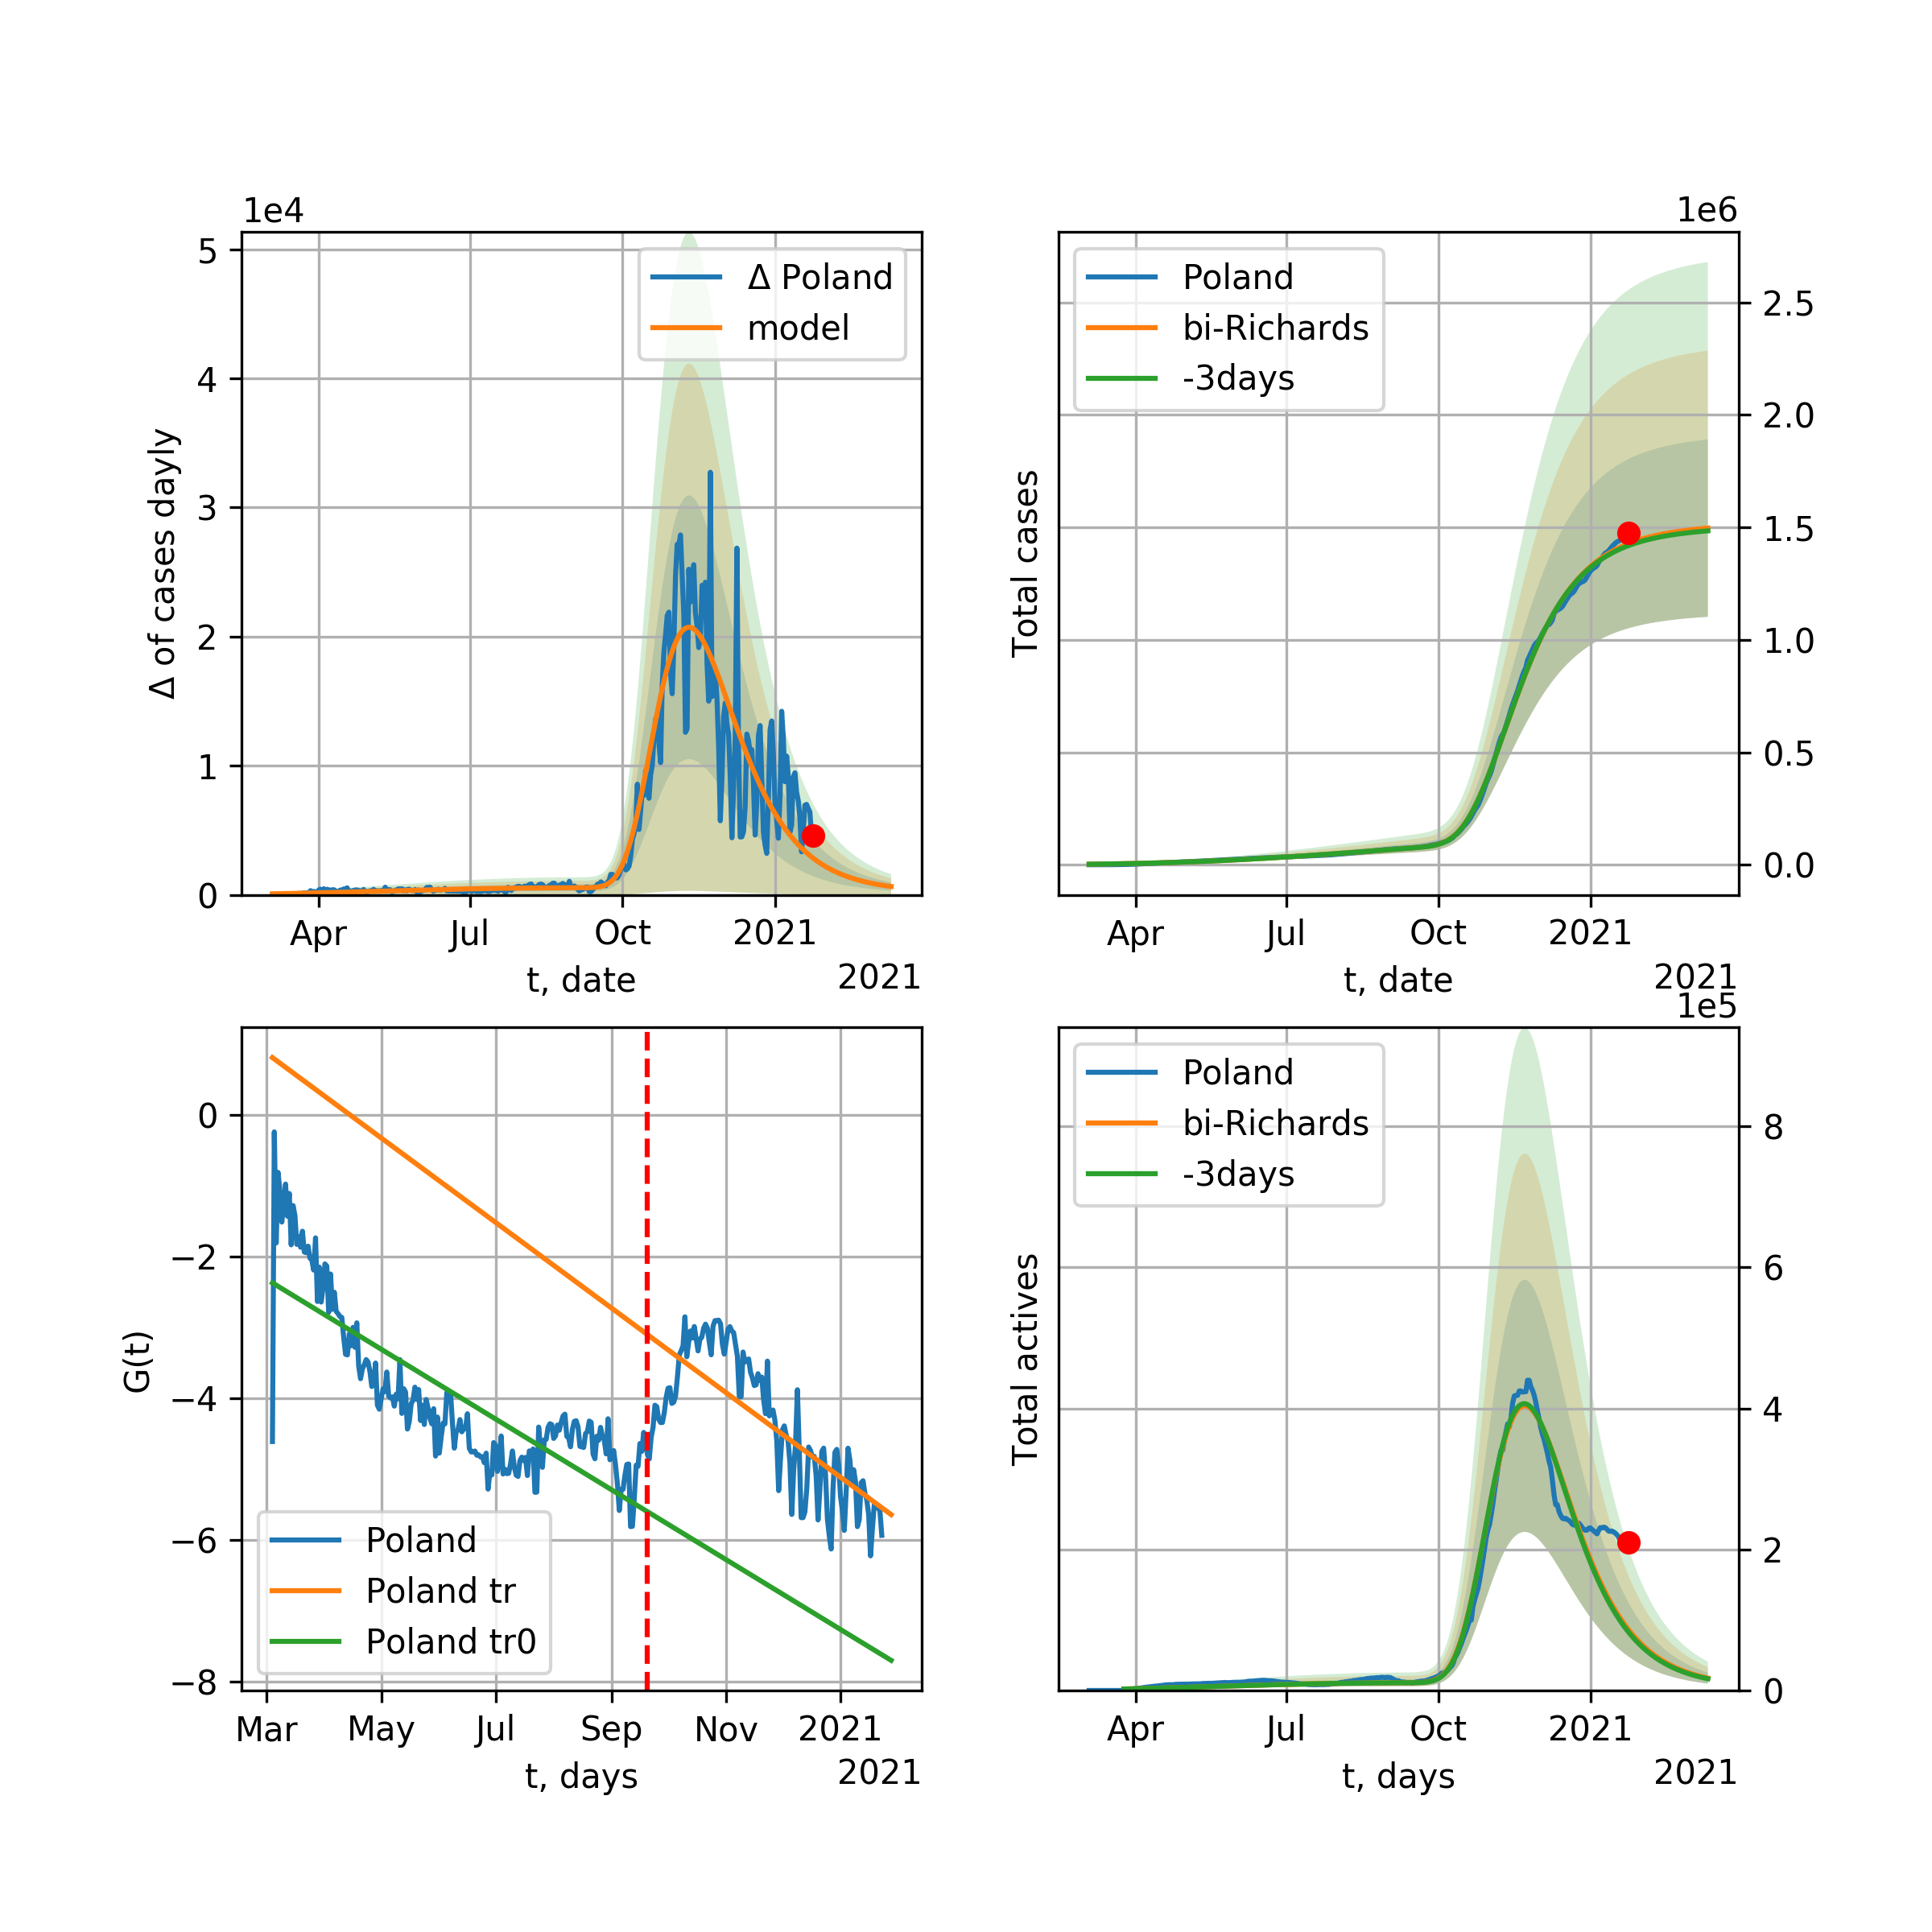 1e4
5
4
3
2
1
0
Δ of cases dayly
Δ Poland
model
Apr
Jul
Oct
2021
t, date
2021
1e6
Poland
bi-Richards
-3days
2.5
2.0
1.5
1.0
0.5
0.0
Total cases
Apr
Jul
Oct
2021
t, date
2021
0
−2
−4
−6
−8
G(t)
Poland
Poland tr
Poland tr0
Mar
May
Jul
Sep
Nov
2021
t, days
2021
1e5
Poland
bi-Richards
-3days
8
6
4
2
0
Total actives
Apr
Jul
Oct
2021
t, days
2021